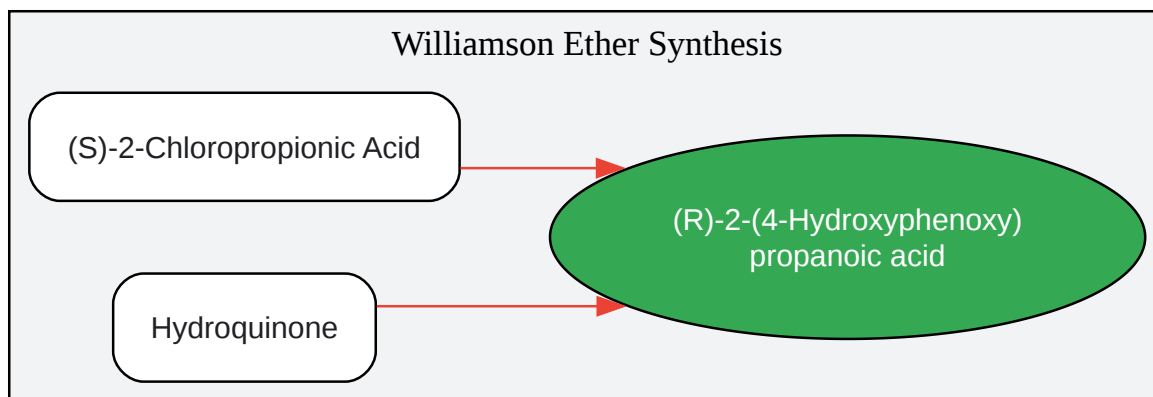 Williamson Ether Synthesis
(S)-2-Chloropropionic Acid
(R)-2-(4-Hydroxyphenoxy)
propanoic acid
Hydroquinone